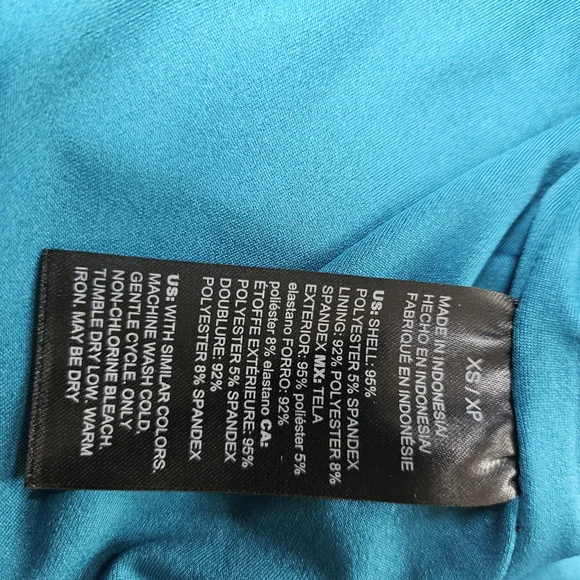 XS / XP
MADE IN INDONESIA/
HECHO EN INDONESIA/
FABRIQUÉ EN INDONÉSIE
US: SHELL: 95%
POLYESTER 5% SPANDEX
LINING: 92% POLYESTER 8%
SPANDEX MX: TELA
EXTERIOR: 95% poliéster 5%
elastano FORRO: 92%
poliéster 8% elastano CA:
ÉTOFFE EXTÉRIEURE: 95%
POLYESTER 5% SPANDEX
DOUBLURE: 92%
POLYESTER 8% SPANDEX
US: WITH SIMILAR COLORS.
MACHINE WASH COLD,
GENTLE CYCLE. ONLY
NON-CHLORINE BLEACH.
TUMBLE DRY LOW. WARM
IRON. MAY BE DRY